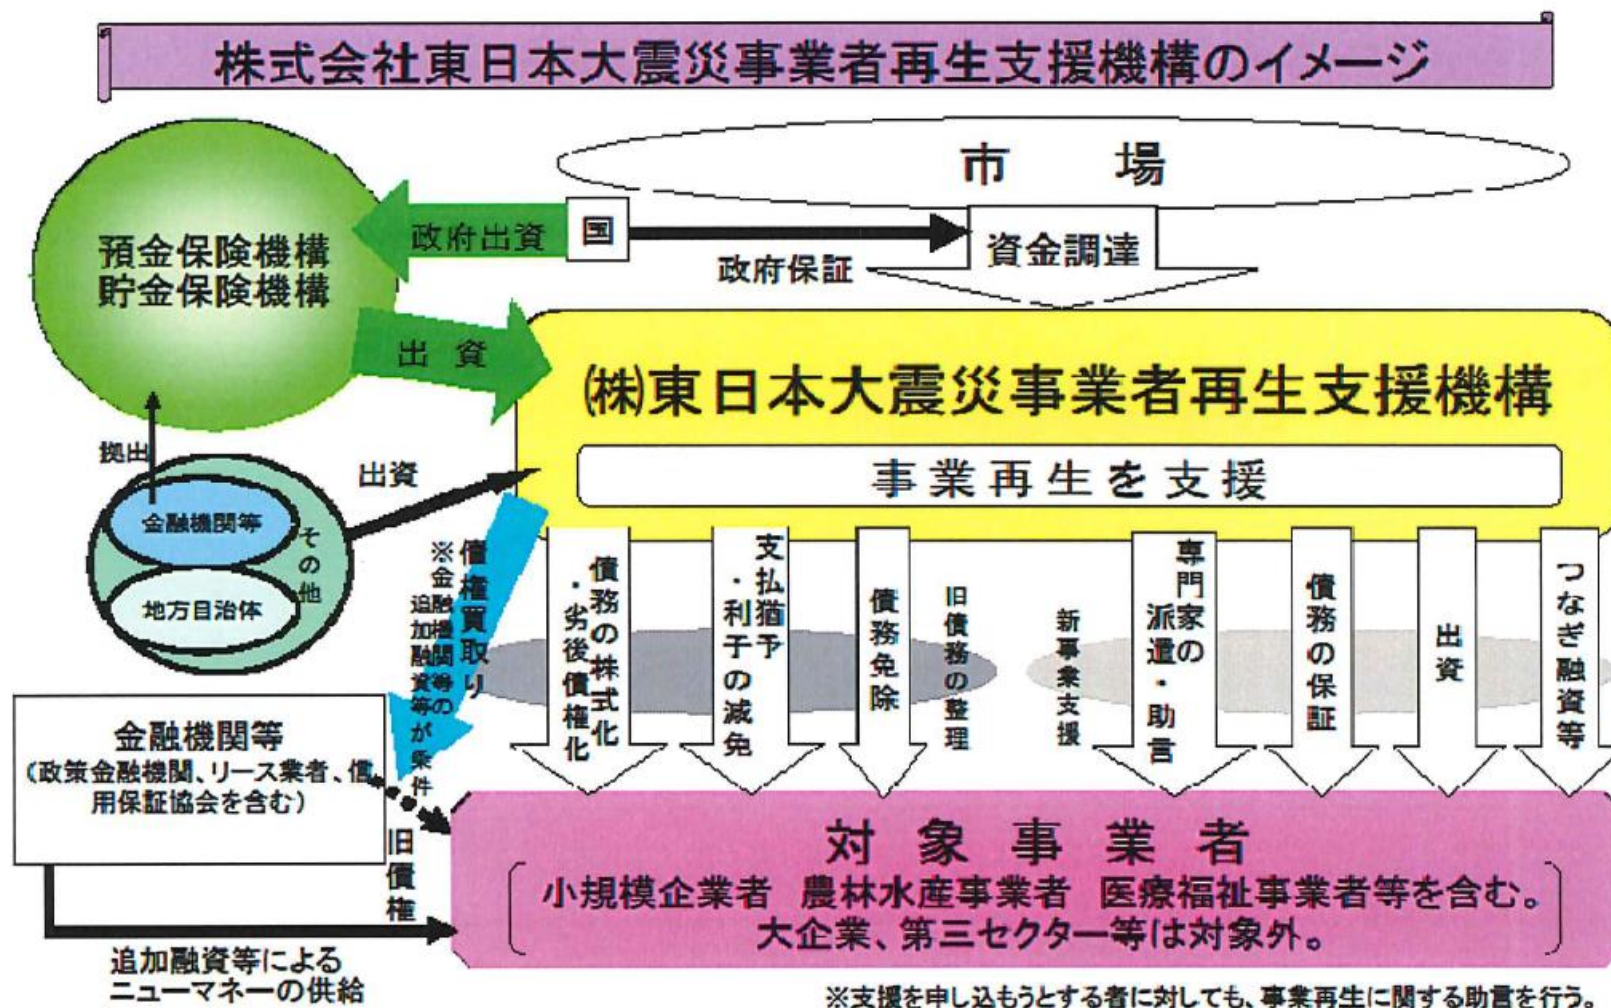 株式会社東日本大震災事業者再生支援機構のイメージ
市 場
預金保険機構
貯金保険機構
政府出資
国
政府保証
資金調達
出 資
(株)東日本大震災事業者再生支援機構
事業再生を支援
拠出
出資
金融機関等
地方自治体
その他
債権買取り
※金融機関等の
追加融資等が条件
債務の株式化
・劣後債権化
支払猶予
・利子の減免
債務免除
旧債務の整理
新事業支援
専門家の
派遣・助言
債務の保証
出資
つなぎ融資等
金融機関等
(政策金融機関、リース業者、信
用保証協会を含む)
旧債権
対象事業者
小規模企業者 農林水産事業者 医療福祉事業者等を含む。
大企業、第三セクター等は対象外。
追加融資等による
ニューマネーの供給
※支援を申し込もうとする者に対しても、事業再生に関する助言を行う。